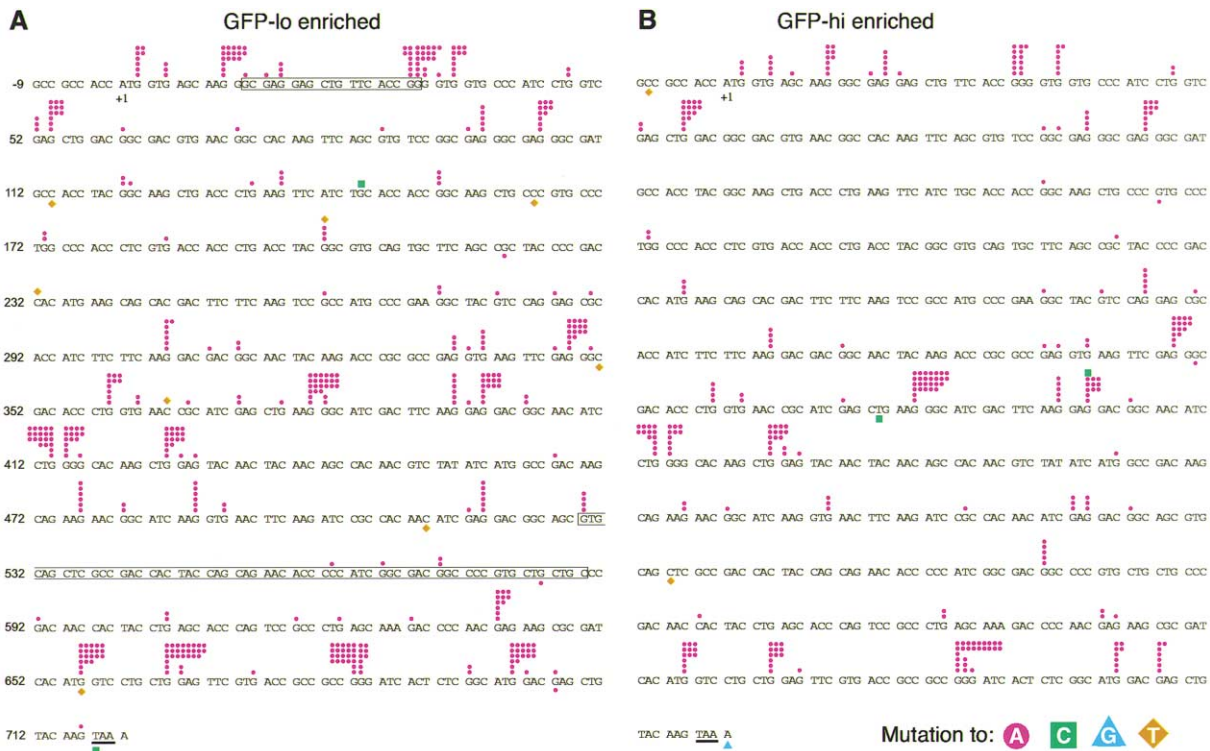 A GFP-lo enriched
-9 GCC GCC ACC ATG GTG AGC AAG GGC GAG GAG CTG TTC ACC GGG GTG GTG CCC ATC CTG GTC
+1
52 GAG CTG GAC GGC GAC GTG AAC GGC CAC AAG TTC AGC GTG TCC GGC GAG GGC GAG GGC GAT
112 GCC ACC TAC GGC AAG CTG ACC CTG AAG TTC ATC TGC ACC ACC GGC AAG CTG CCC GTG CCC
172 TGG CCC ACC CTC GTG ACC ACC CTG ACC TAC GGC GTG CAG TGC TTC AGC CGC TAC CCC GAC
232 CAC ATG AAG CAG CAC GAC TTC TTC AAG TCC GCC ATG CCC GAA GGC TAC GTC CAG GAG CGC
292 ACC ATC TTC TTC AAG GAC GAC GGC AAC TAC AAG ACC CGC GCC GAG GTG AAG TTC GAG GGC
352 GAC ACC CTG GTG AAC CGC ATC GAG CTG AAG GGC ATC GAC TTC AAG GAG GAC GGC AAC ATC
412 CTG GGG CAC AAG CTG GAG TAC AAC TAC AAC AGC CAC AAC GTC TAT ATC ATG GCC GAC AAG
472 CAG AAG AAC GGC ATC AAG GTG AAC TTC AAG ATC CGC CAC AAC ATC GAG GAC GGC AGC GTG
532 CAG CTC GCC GAC CAC TAC CAG CAG AAC ACC CCC ATC GGC GAC GGC CCC GTG CTG CTG CCC
592 GAC AAC CAC TAC CTG AGC ACC CAG TCC GCC CTG AGC AAA GAC CCC AAC GAG AAG CGC GAT
652 CAC ATG GTC CTG CTG GAG TTC GTG ACC GCC GCC GGG ATC ACT CTC GGC ATG GAC GAG CTG
712 TAC AAG TAA A
B GFP-hi enriched
GCC GCC ACC ATG GTG AGC AAG GGC GAG GAG CTG TTC ACC GGG GTG GTG CCC ATC CTG GTC
+1
GAG CTG GAC GGC GAC GTG AAC GGC CAC AAG TTC AGC GTG TCC GGC GAG GGC GAG GGC GAT
GCC ACC TAC GGC AAG CTG ACC CTG AAG TTC ATC TGC ACC ACC GGC AAG CTG CCC GTG CCC
TGG CCC ACC CTC GTG ACC ACC CTG ACC TAC GGC GTG CAG TGC TTC AGC CGC TAC CCC GAC
CAC ATG AAG CAG CAC GAC TTC TTC AAG TCC GCC ATG CCC GAA GGC TAC GTC CAG GAG CGC
ACC ATC TTC TTC AAG GAC GAC GGC AAC TAC AAG ACC CGC GCC GAG GTG AAG TTC GAG GGC
GAC ACC CTG GTG AAC CGC ATC GAG CTG AAG GGC ATC GAC TTC AAG GAG GAC GGC AAC ATC
CTG GGG CAC AAG CTG GAG TAC AAC TAC AAC AGC CAC AAC GTC TAT ATC ATG GCC GAC AAG
CAG AAG AAC GGC ATC AAG GTG AAC TTC AAG ATC CGC CAC AAC ATC GAG GAC GGC AGC GTG
CAG CTC GCC GAC CAC TAC CAG CAG AAC ACC CCC ATC GGC GAC GGC CCC GTG CTG CTG CCC
GAC AAC CAC TAC CTG AGC ACC CAG TCC GCC CTG AGC AAA GAC CCC AAC GAG AAG CGC GAT
CAC ATG GTC CTG CTG GAG TTC GTG ACC GCC GCC GGG ATC ACT CTC GGC ATG GAC GAG CTG
TAC AAG TAA A
Mutation to: A C G T